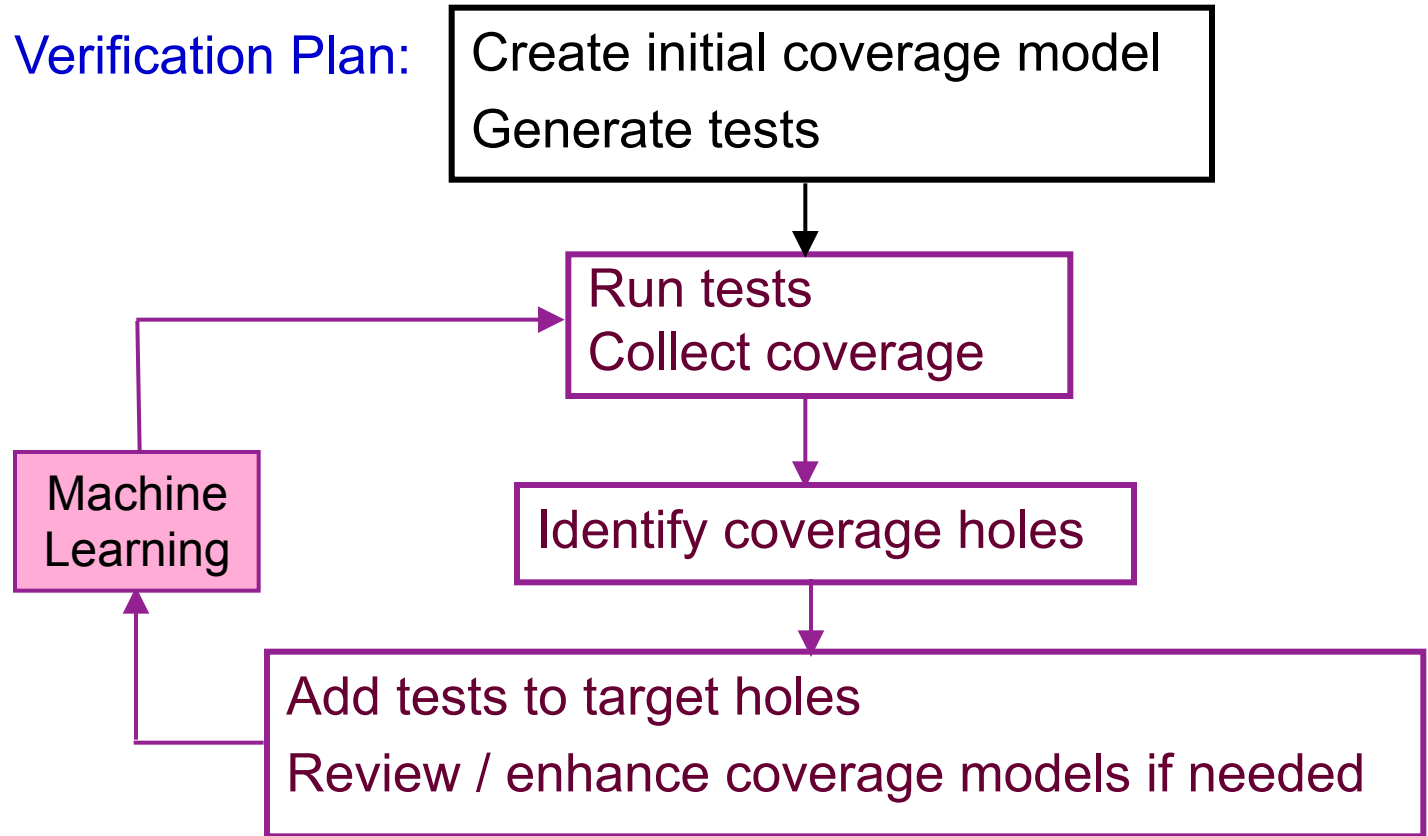 Verification Plan:
Create initial coverage model
Generate tests
Run tests
Collect coverage
Machine
Learning
Identify coverage holes
Add tests to target holes
Review / enhance coverage models if needed